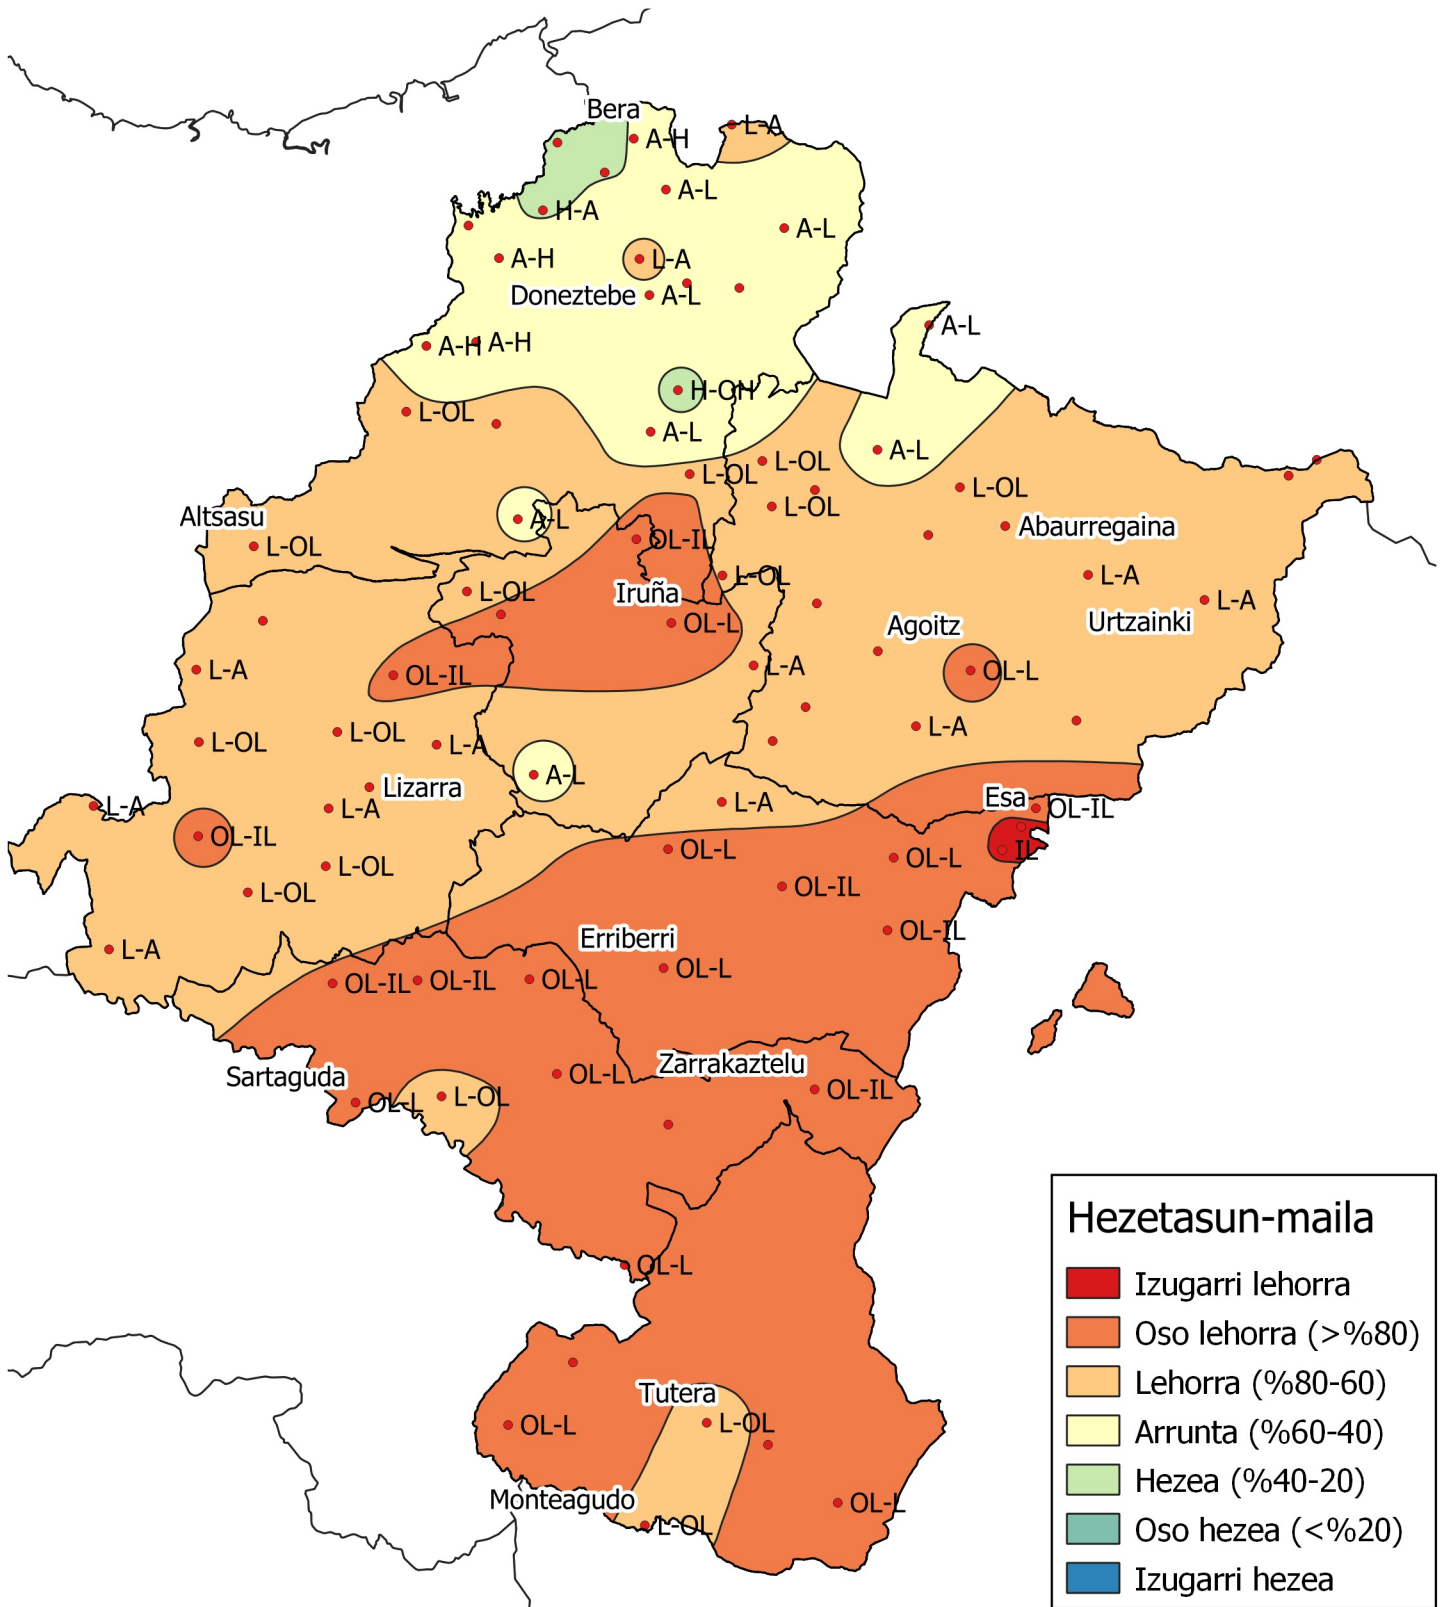 Bera
L-A
A-H
A-L
H-A
A-L
A-H
L-A
Doneztebe
A-L
A-L
A-H
A-H
H-OH
L-OL
A-L
A-L
L-OL
L-OL
L-OL
L-OL
Altsasu
A-L
Abaurregaina
L-OL
OL-IL
L-OL
L-A
L-OL
Iruña
L-A
OL-L
Agoitz
Urtzainki
L-A
L-A
OL-L
OL-IL
L-OL
L-OL
L-A
L-A
A-L
Lizarra
Esa
L-A
L-A
L-A
OL-IL
OL-IL
OL-L
IL
OL-L
L-OL
OL-IL
L-OL
OL-IL
Erriberri
L-A
OL-L
OL-IL
OL-IL
OL-L
Zarrakaztelu
Sartaguda
OL-L
OL-IL
OL-L
L-OL
OL-L
Tutera
OL-L
L-OL
Monteagudo
L-OL
OL-L
Hezetasun-maila
Izugarri lehorra
Oso lehorra (>%80)
Lehorra (%80-60)
Arrunta (%60-40)
Hezea (%40-20)
Oso hezea (<%20)
Izugarri hezea